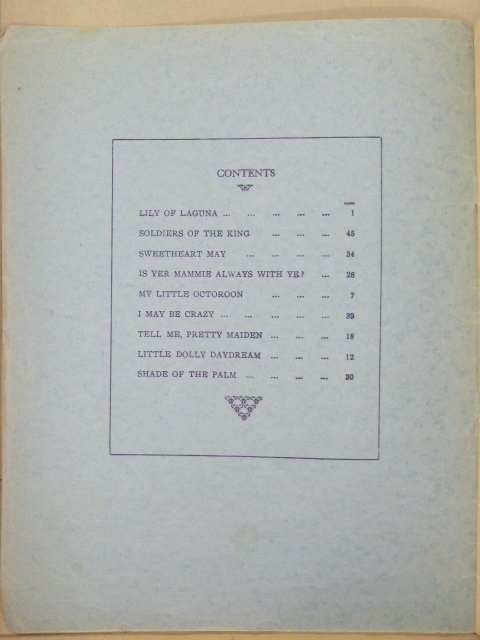 CONTENTS
PAGE
LILY OF LAGUNA ... ... ... ... ... 1
SOLDIERS OF THE KING ... ... ... 45
SWEETHEART MAY ... ... ... ... 34
IS YER MAMMIE ALWAYS WITH YE? ... 26
MY LITTLE OCTOROON ... ... ... 7
I MAY BE CRAZY ... ... ... ... ... 39
TELL ME, PRETTY MAIDEN ... ... ... 18
LITTLE DOLLY DAYDREAM ... ... ... 12
SHADE OF THE PALM ... ... ... ... 30